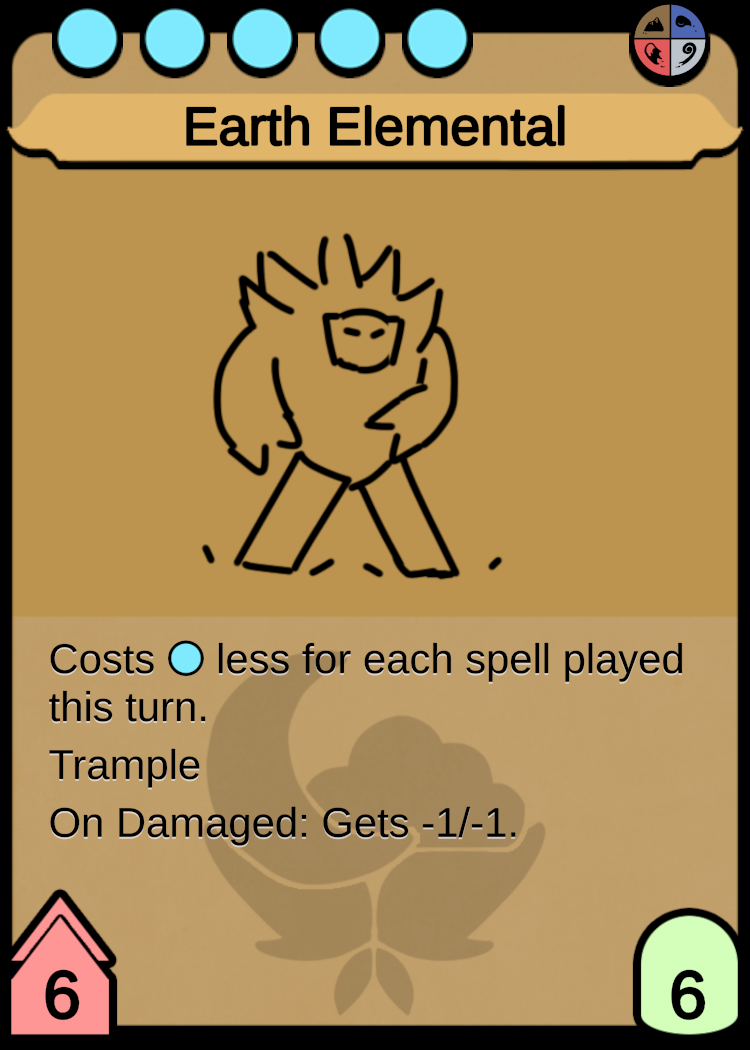 Earth Elemental
Costs less for each spell played
this turn.
Trample
On Damaged: Gets -1/-1.
6
6